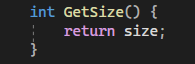 int GetSize() {
    return size;
}